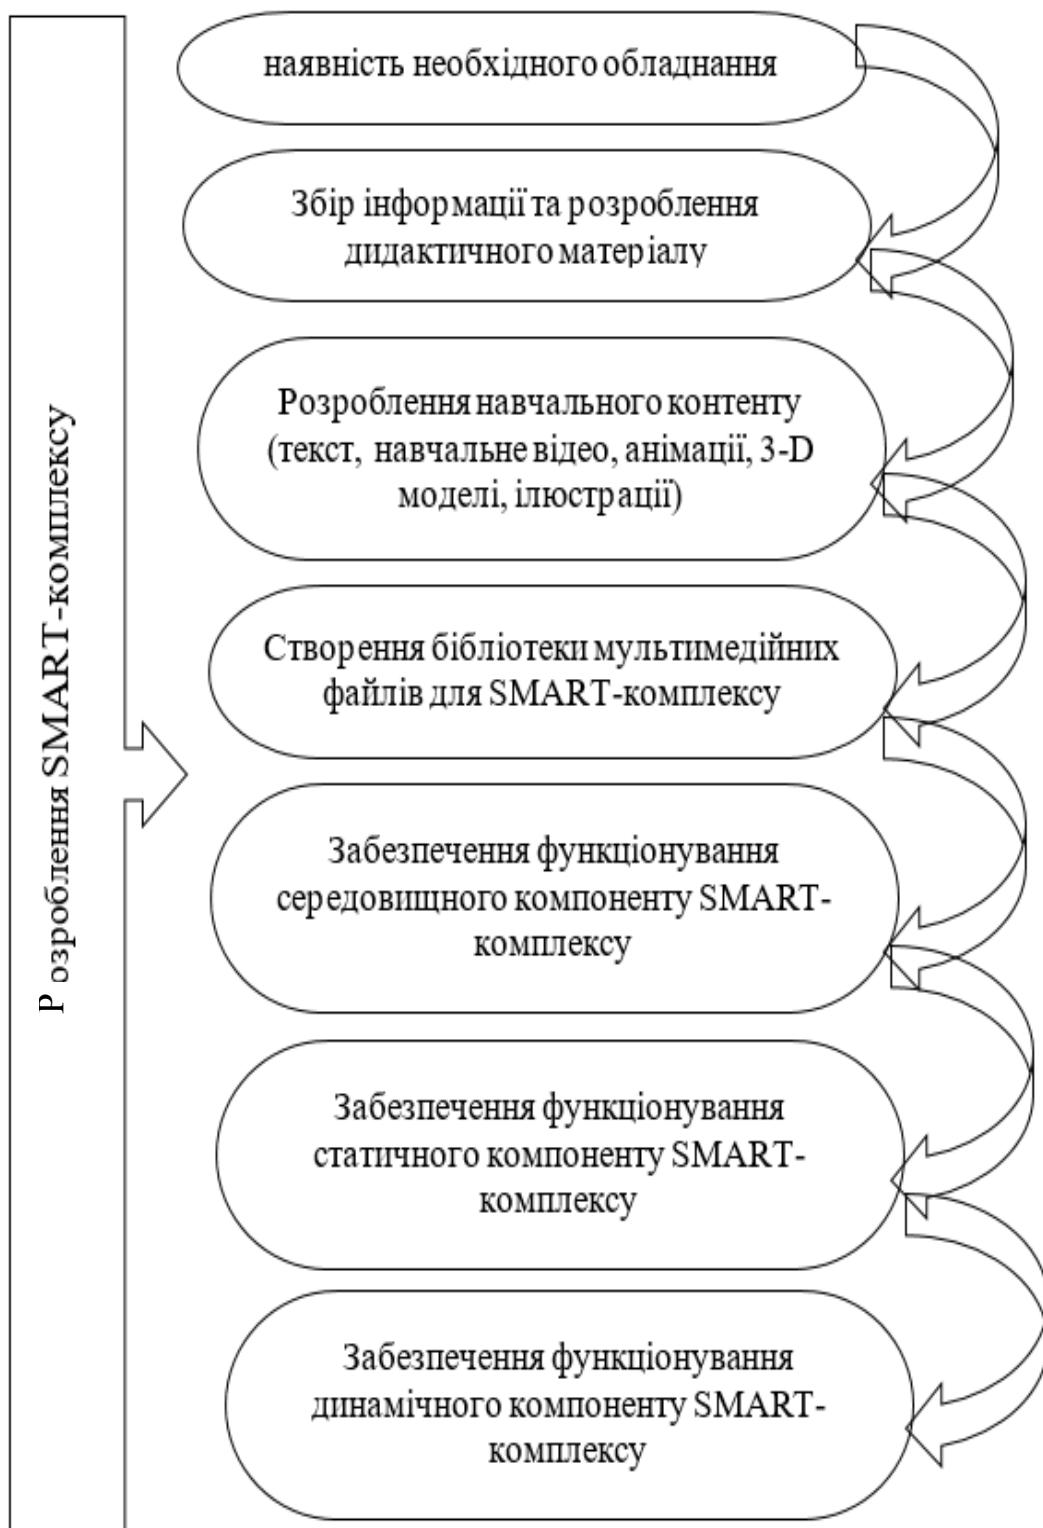 Розроблення SMART-комплексу
наявність необхідного обладнання
Збір інформації та розроблення
дидактичного матеріалу
Розроблення навчального контенту
(текст, навчальне відео, анімації, 3-D
моделі, ілюстрації)
Створення бібліотеки мультимедійних
файлів для SMART-комплексу
Забезпечення функціонування
середовищного компоненту SMART-
комплексу
Забезпечення функціонування
статичного компоненту SMART-
комплексу
Забезпечення функціонування
динамічного компоненту SMART-
комплексу